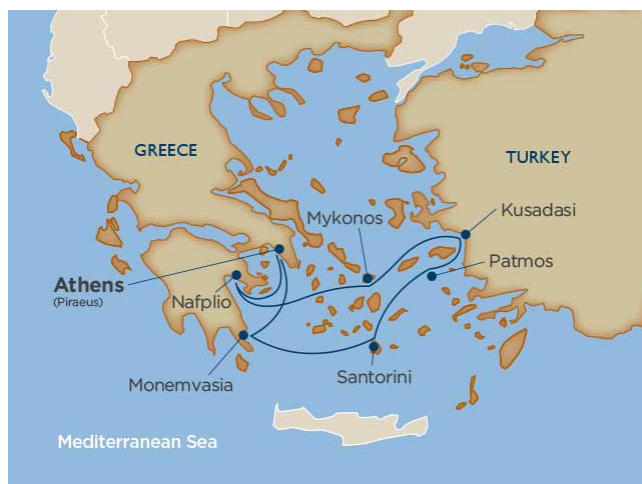 GREECE
TURKEY
Mykonos
Kusadasi
Patmos
Athens
(Piraeus)
Nafplio
Monemvasia
Santorini
Mediterranean Sea